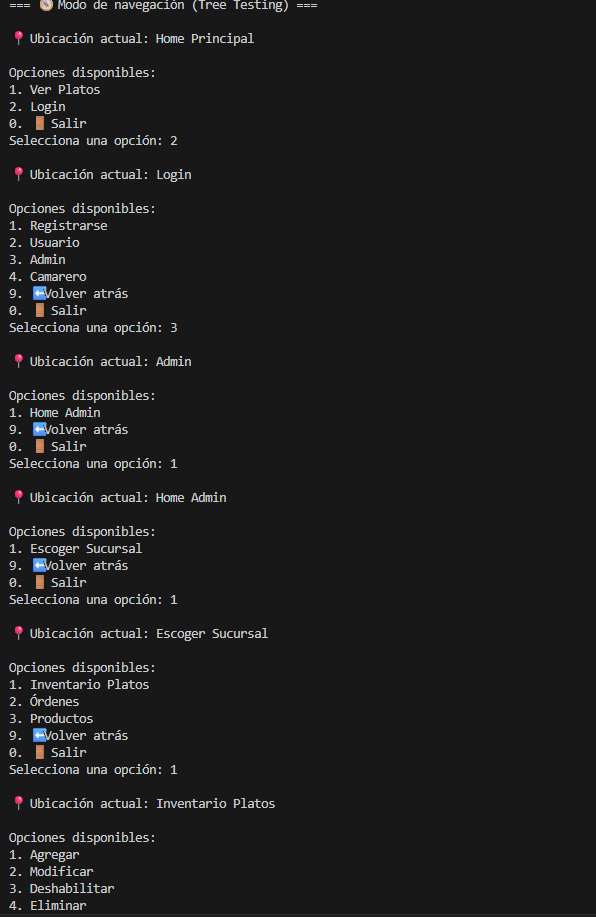 === 🧭 Modo de navegación (Tree Testing) ===
📍 Ubicación actual: Home Principal
Opciones disponibles:
1. Ver Platos
2. Login
0. 🚪 Salir
Selecciona una opción: 2
📍 Ubicación actual: Login
Opciones disponibles:
1. Registrarse
2. Usuario
3. Admin
4. Camarero
9. ⬅️Volver atrás
0. 🚪 Salir
Selecciona una opción: 3
📍 Ubicación actual: Admin
Opciones disponibles:
1. Home Admin
9. ⬅️Volver atrás
0. 🚪 Salir
Selecciona una opción: 1
📍 Ubicación actual: Home Admin
Opciones disponibles:
1. Escoger Sucursal
9. ⬅️Volver atrás
0. 🚪 Salir
Selecciona una opción: 1
📍 Ubicación actual: Escoger Sucursal
Opciones disponibles:
1. Inventario Platos
2. Órdenes
3. Productos
9. ⬅️Volver atrás
0. 🚪 Salir
Selecciona una opción: 1
📍 Ubicación actual: Inventario Platos
Opciones disponibles:
1. Agregar
2. Modificar
3. Deshabilitar
4. Eliminar